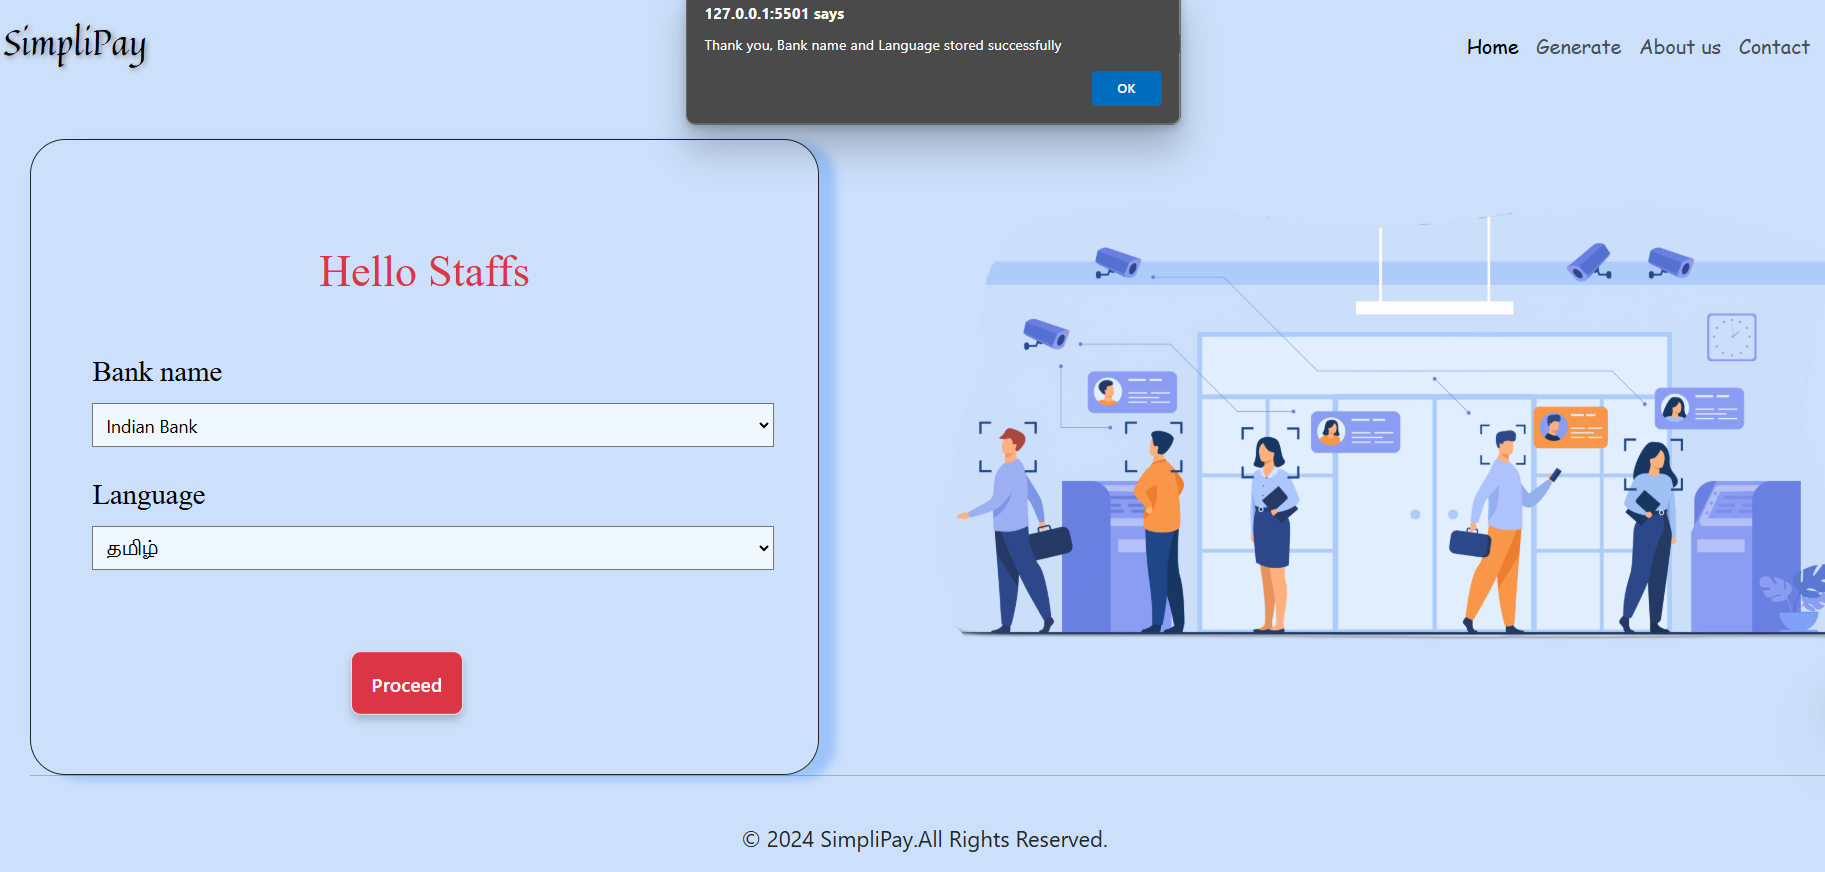 127.0.0.1:5501 says
Thank you, Bank name and Language stored successfully
OK
SimpliPay
Home Generate About us Contact
Hello Staffs
Bank name
Indian Bank
Language
தமிழ்
Proceed
© 2024 SimpliPay.All Rights Reserved.